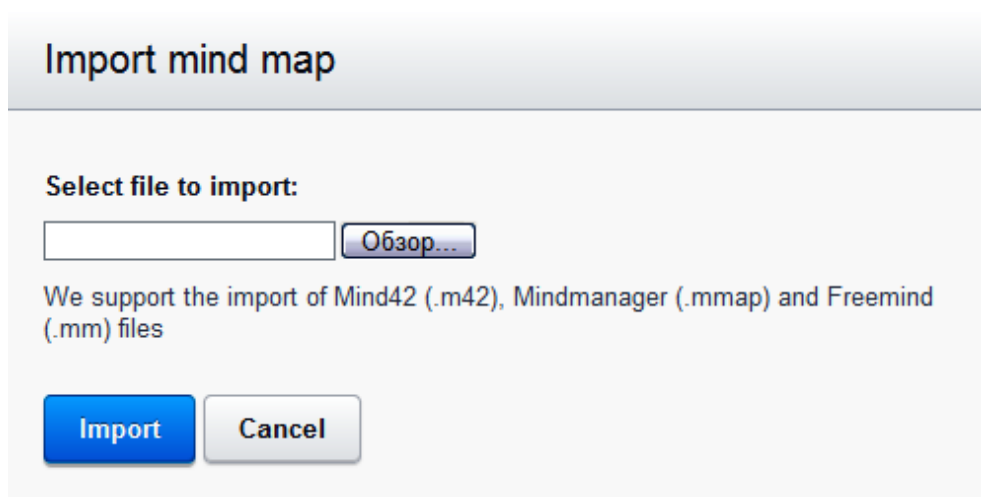 Import mind map
Select file to import:
Обзор...
We support the import of Mind42 (.m42), Mindmanager (.mmap) and Freemind
(.mm) files
Import Cancel